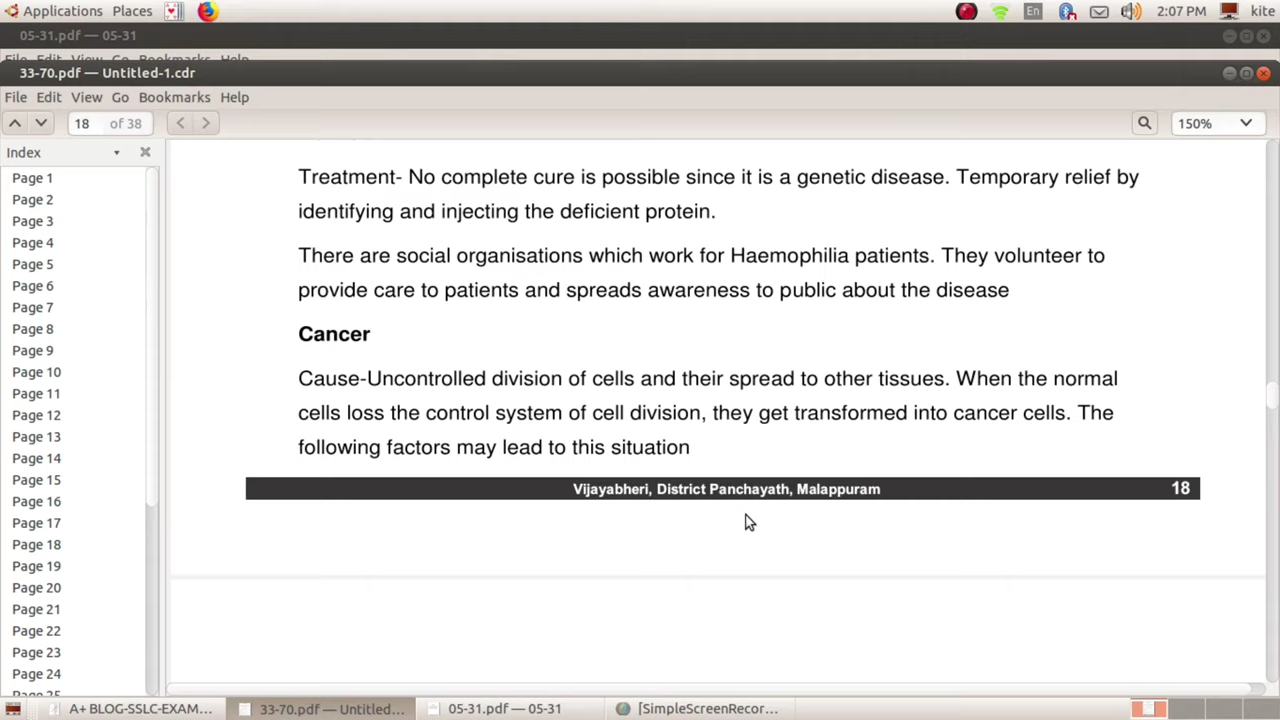 Applications Places En 2:07 PM kite
05-31.pdf — 05-31
File Edit View Go Bookmarks Help
33-70.pdf — Untitled-1.cdr
File Edit View Go Bookmarks Help
18 of 38 150%
Index
Page 1
Page 2
Page 3
Page 4
Page 5
Page 6
Page 7
Page 8
Page 9
Page 10
Page 11
Page 12
Page 13
Page 14
Page 15
Page 16
Page 17
Page 18
Page 19
Page 20
Page 21
Page 22
Page 23
Page 24
Page 25
Treatment- No complete cure is possible since it is a genetic disease. Temporary relief by
identifying and injecting the deficient protein.
There are social organisations which work for Haemophilia patients. They volunteer to
provide care to patients and spreads awareness to public about the disease
Cancer
Cause-Uncontrolled division of cells and their spread to other tissues. When the normal
cells loss the control system of cell division, they get transformed into cancer cells. The
following factors may lead to this situation
Vijayabheri, District Panchayath, Malappuram 18
A+ BLOG-SSLC-EXAM... 33-70.pdf — Untitled... 05-31.pdf — 05-31 [SimpleScreenRecor...